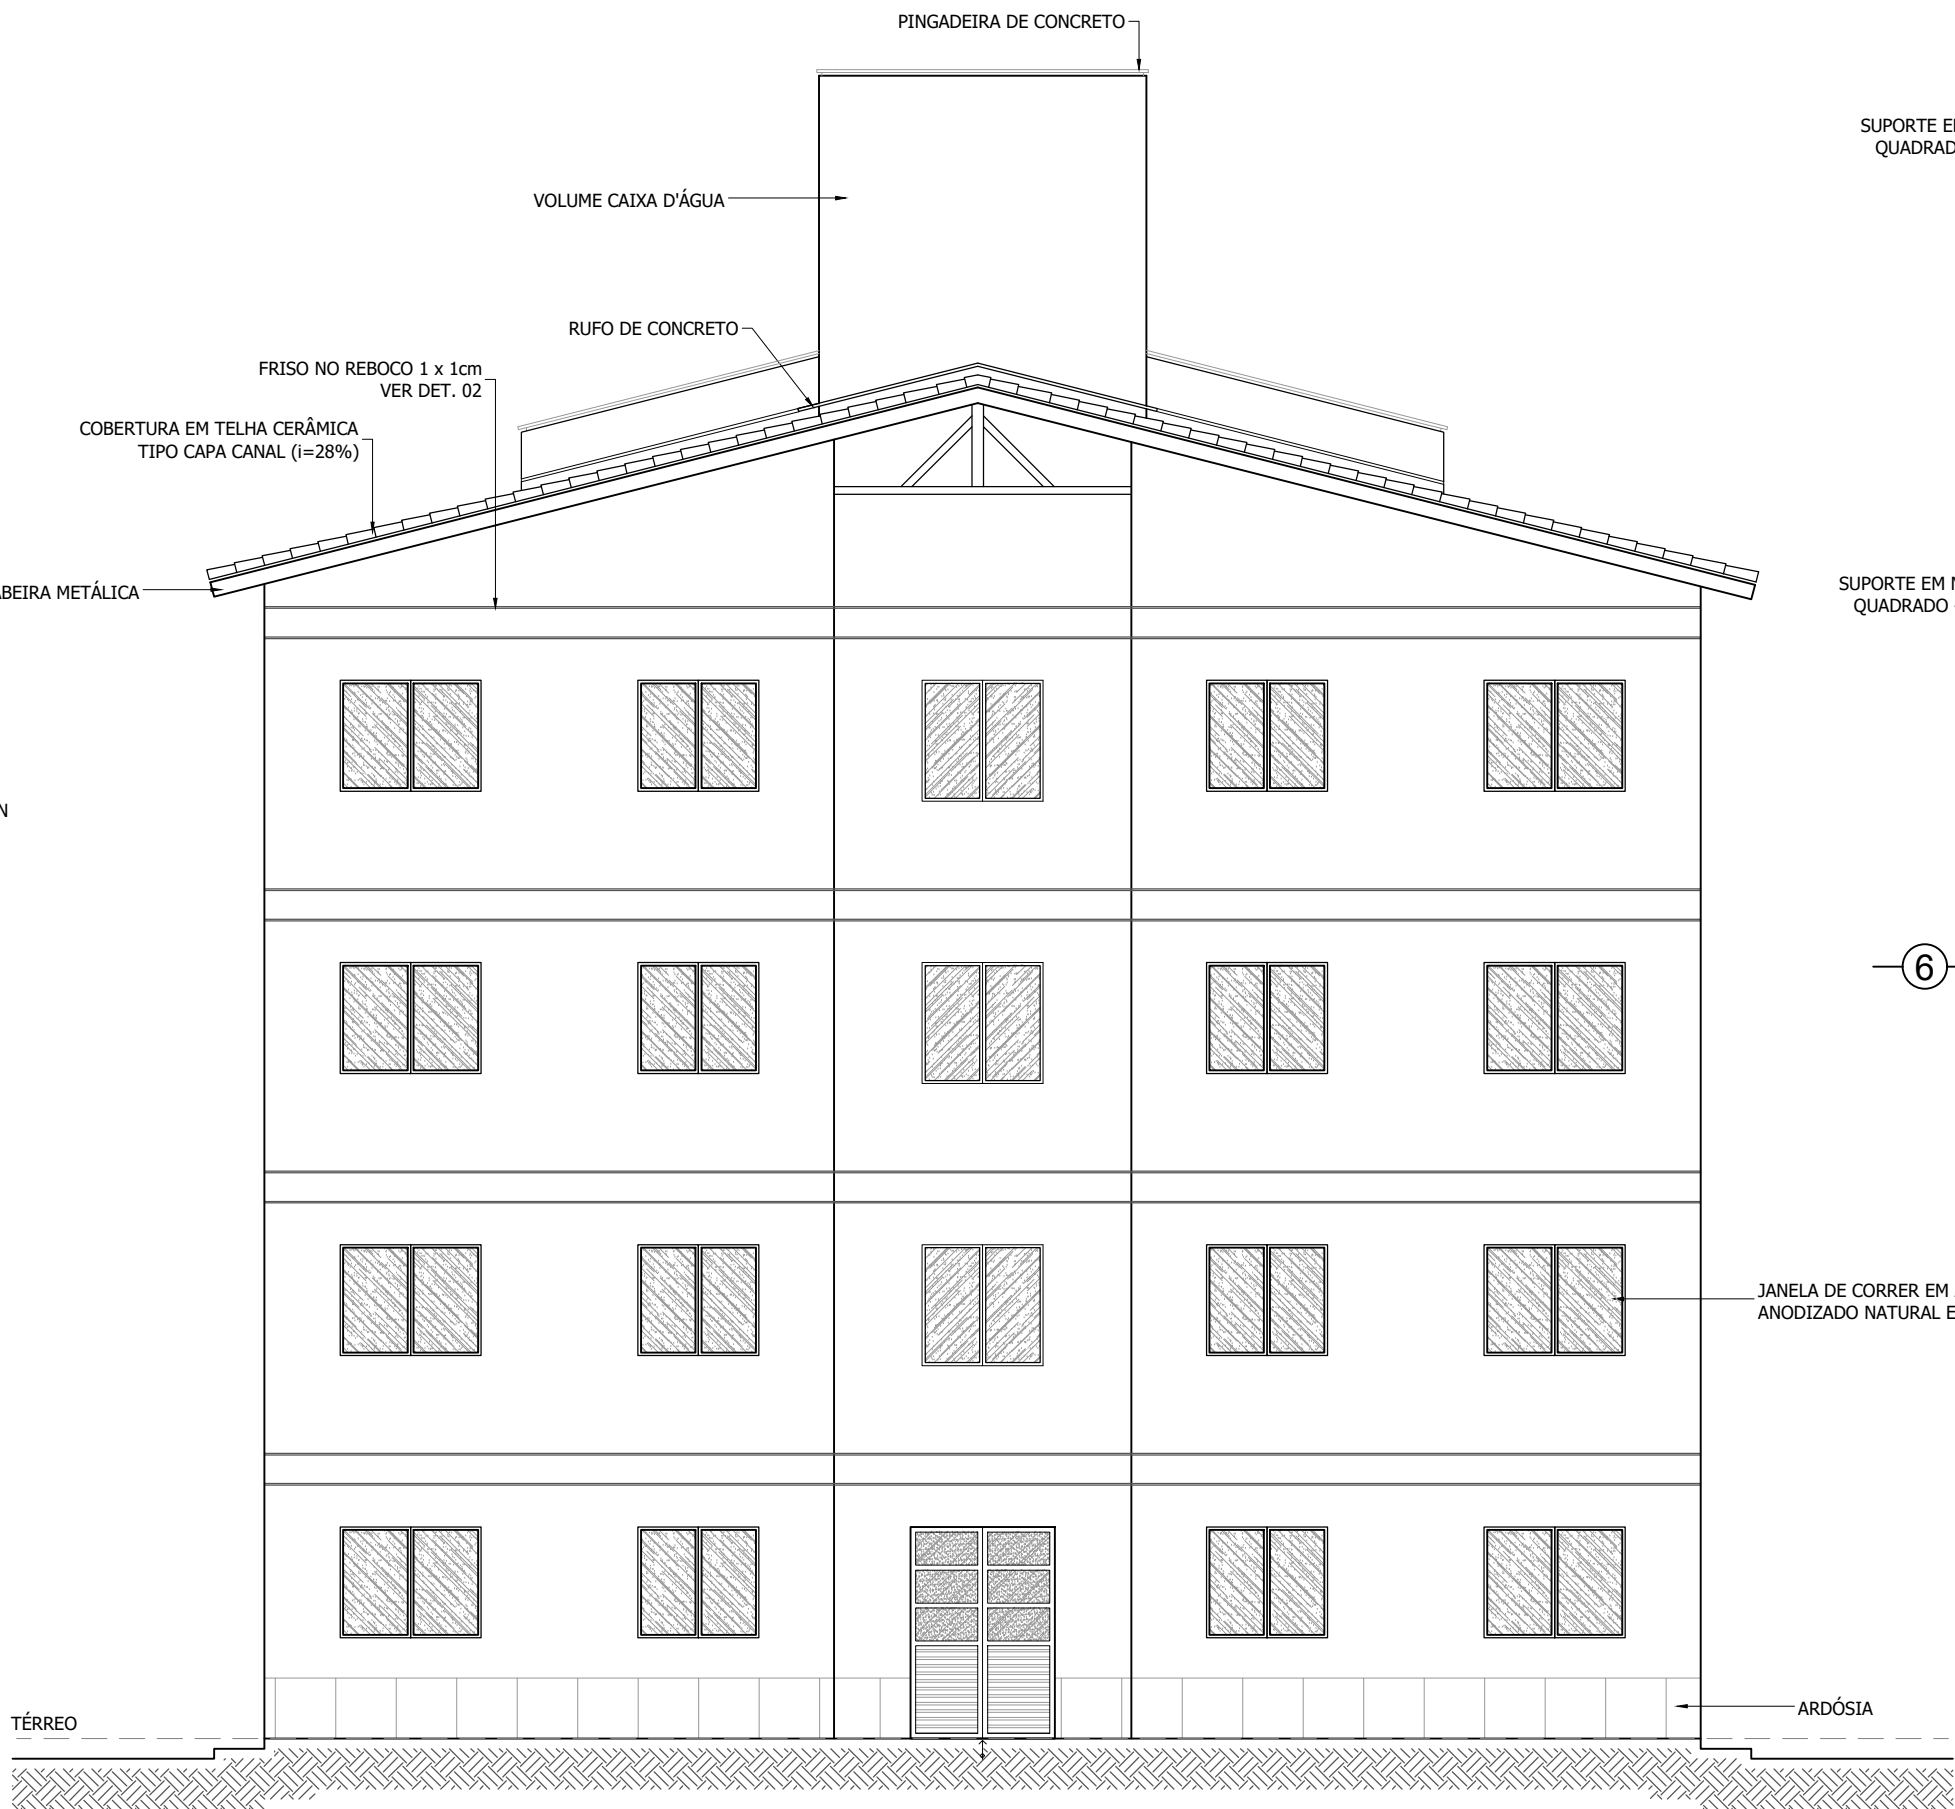 PINGADEIRA DE CONCRETO
SUPORTE
QUADRAD
VOLUME CAIXA D'ÁGUA
RUFO DE CONCRETO
FRISO NO REBOCO 1 x 1cm
VER DET. 02
COBERTURA EM TELHA CERÂMICA
TIPO CAPA CANAL (i=28%)
ABEIRA METÁLICA
SUPORTE EM
QUADRADO
N
6
JANELA DE CORRER EM
ANODIZADO NATURAL E
TÉRREO
ARDÓSIA